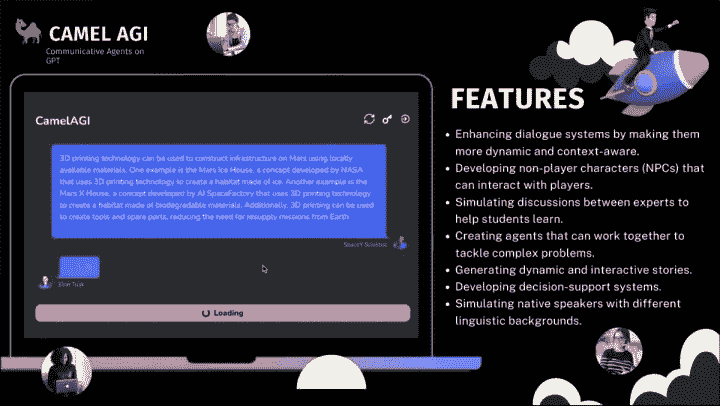 CAMEL AGI
Communicative Agents on
GPT
CamelAGI
3D printing technology can be used to construct infrastructure on Mars using locally
available materials. One example is the Mars Ice House, a concept developed by NASA
that uses 3D printing technology to create a habitat made of ice. Another example is the
Mars X House, a concept developed by AI SpaceFactory that uses 3D printing technology
to create a habitat made of biodegradable materials. Additionally, 3D printing can be used
to create tools and spare parts, reducing the need for resupply missions from Earth
SpaceX Scientist
Loading
FEATURES
• Enhancing dialogue systems by making them
more dynamic and context-aware.
• Developing non-player characters (NPCs) that
can interact with players.
• Simulating discussions between experts to
help students learn.
• Creating agents that can work together to
tackle complex problems.
• Generating dynamic and interactive stories.
• Developing decision-support systems.
• Simulating native speakers with different
linguistic backgrounds.